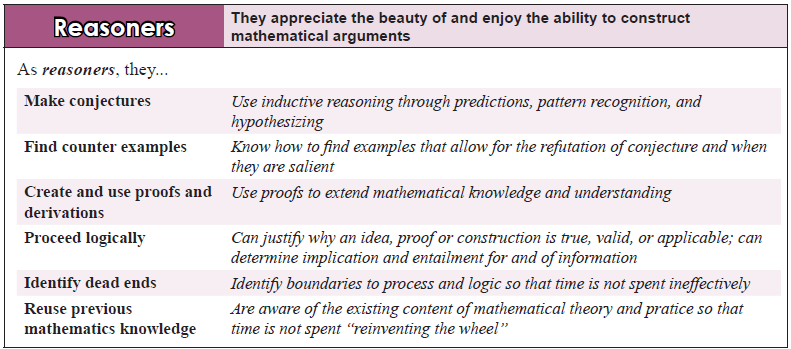 Reasoners
They appreciate the beauty of and enjoy the ability to construct
mathematical arguments
As reasoners, they...
Make conjectures
Use inductive reasoning through predictions, pattern recognition, and
hypothesizing
Find counter examples
Know how to find examples that allow for the refutation of conjecture and when
they are salient
Create and use proofs and
derivations
Use proofs to extend mathematical knowledge and understanding
Proceed logically
Can justify why an idea, proof or construction is true, valid, or applicable; can
determine implication and entailment for and of information
Identify dead ends
Identify boundaries to process and logic so that time is not spent ineffectively
Reuse previous
mathematics knowledge
Are aware of the existing content of mathematical theory and pratice so that
time is not spent “reinventing the wheel”